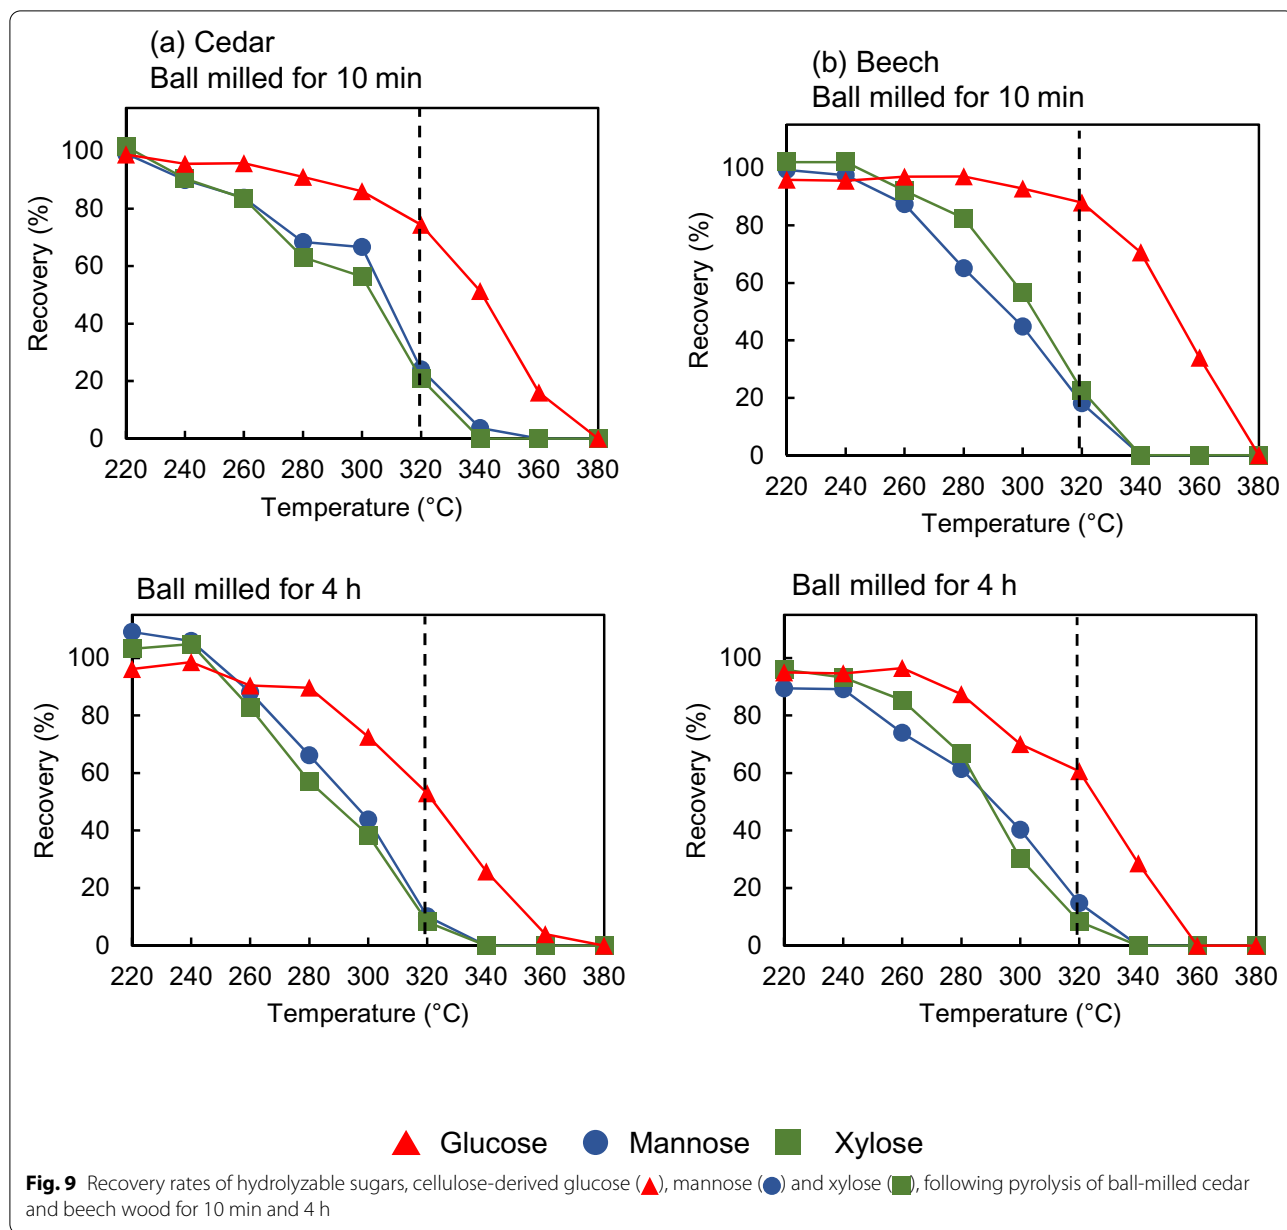 (a) Cedar
Ball milled for 10 min
100
80
60
40
20
0
220 240 260 280 300 320 340 360 380
Recovery (%)
Temperature (°C)
(b) Beech
Ball milled for 10 min
100
80
60
40
20
0
220 240 260 280 300 320 340 360 380
Recovery (%)
Temperature (°C)
Ball milled for 4 h
100
80
60
40
20
0
220 240 260 280 300 320 340 360 380
Recovery (%)
Temperature (°C)
Ball milled for 4 h
100
80
60
40
20
0
220 240 260 280 300 320 340 360 380
Recovery (%)
Temperature (°C)
Glucose Mannose Xylose
Fig. 9 Recovery rates of hydrolyzable sugars, cellulose-derived glucose (▲), mannose (●) and xylose (■), following pyrolysis of ball-milled cedar
and beech wood for 10 min and 4 h